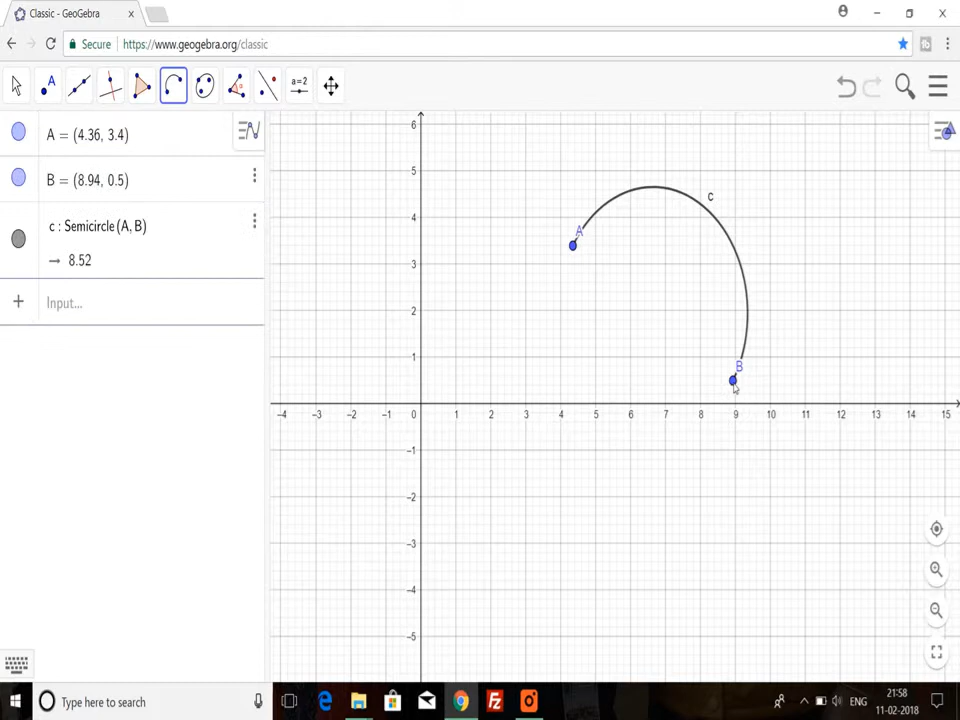 Classic - GeoGebra
Secure https://www.geogebra.org/classic
A
a=2
A = (4.36, 3.4)
B = (8.94, 0.5)
c : Semicircle (A, B)
→ 8.52
+ Input...
6
5
4
3
2
1
0
−1
−2
−3
−4
−5
−4 −3 −2 −1 0 1 2 3 4 5 6 7 8 9 10 11 12 13 14 15
A
c
B
Type here to search
ENG
21:58
11-02-2018